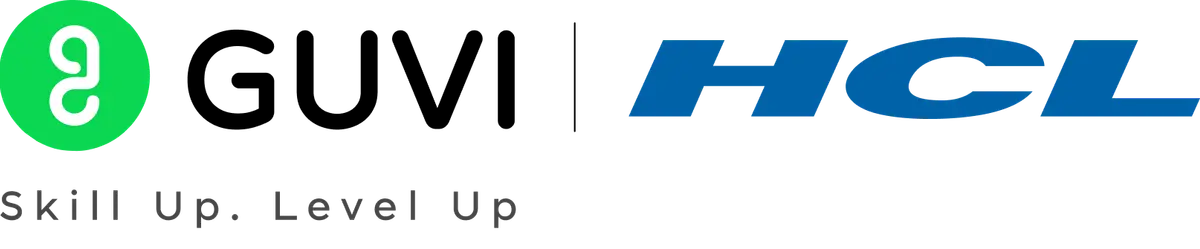 GUVI | HCL
Skill Up. Level Up